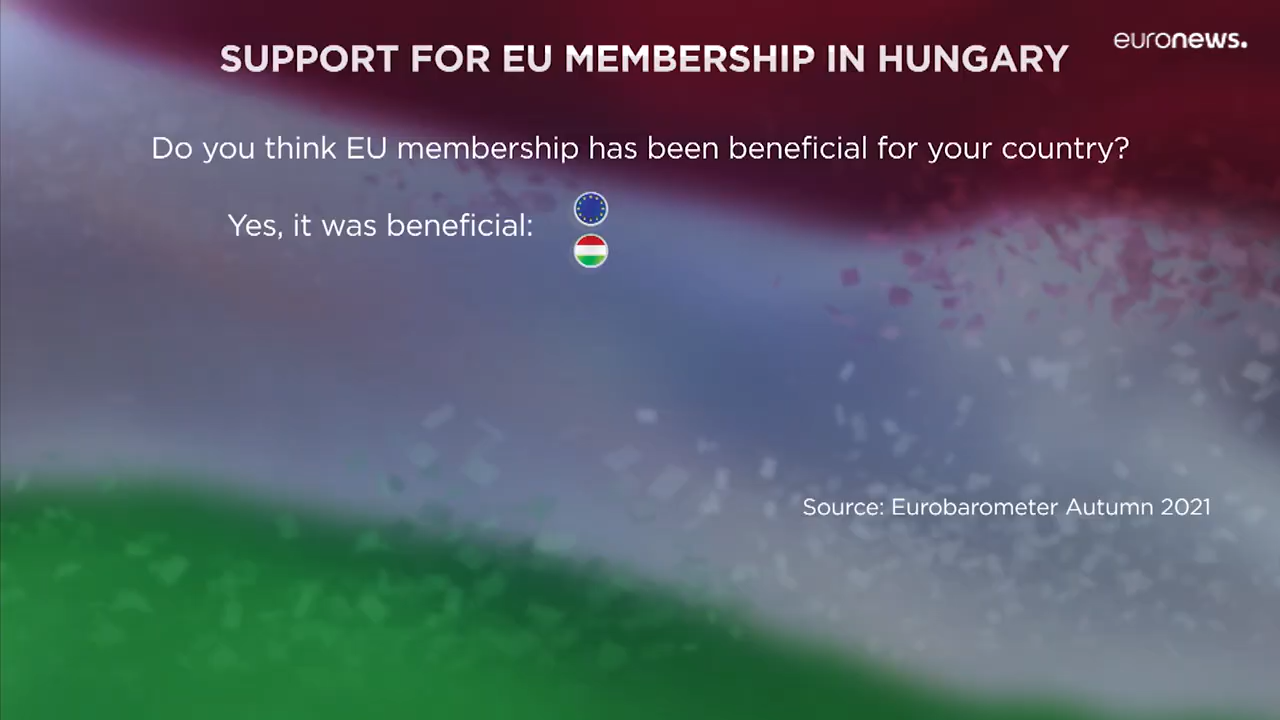 SUPPORT FOR EU MEMBERSHIP IN HUNGARY
euronews.
Do you think EU membership has been beneficial for your country?
Yes, it was beneficial:
Source: Eurobarometer Autumn 2021